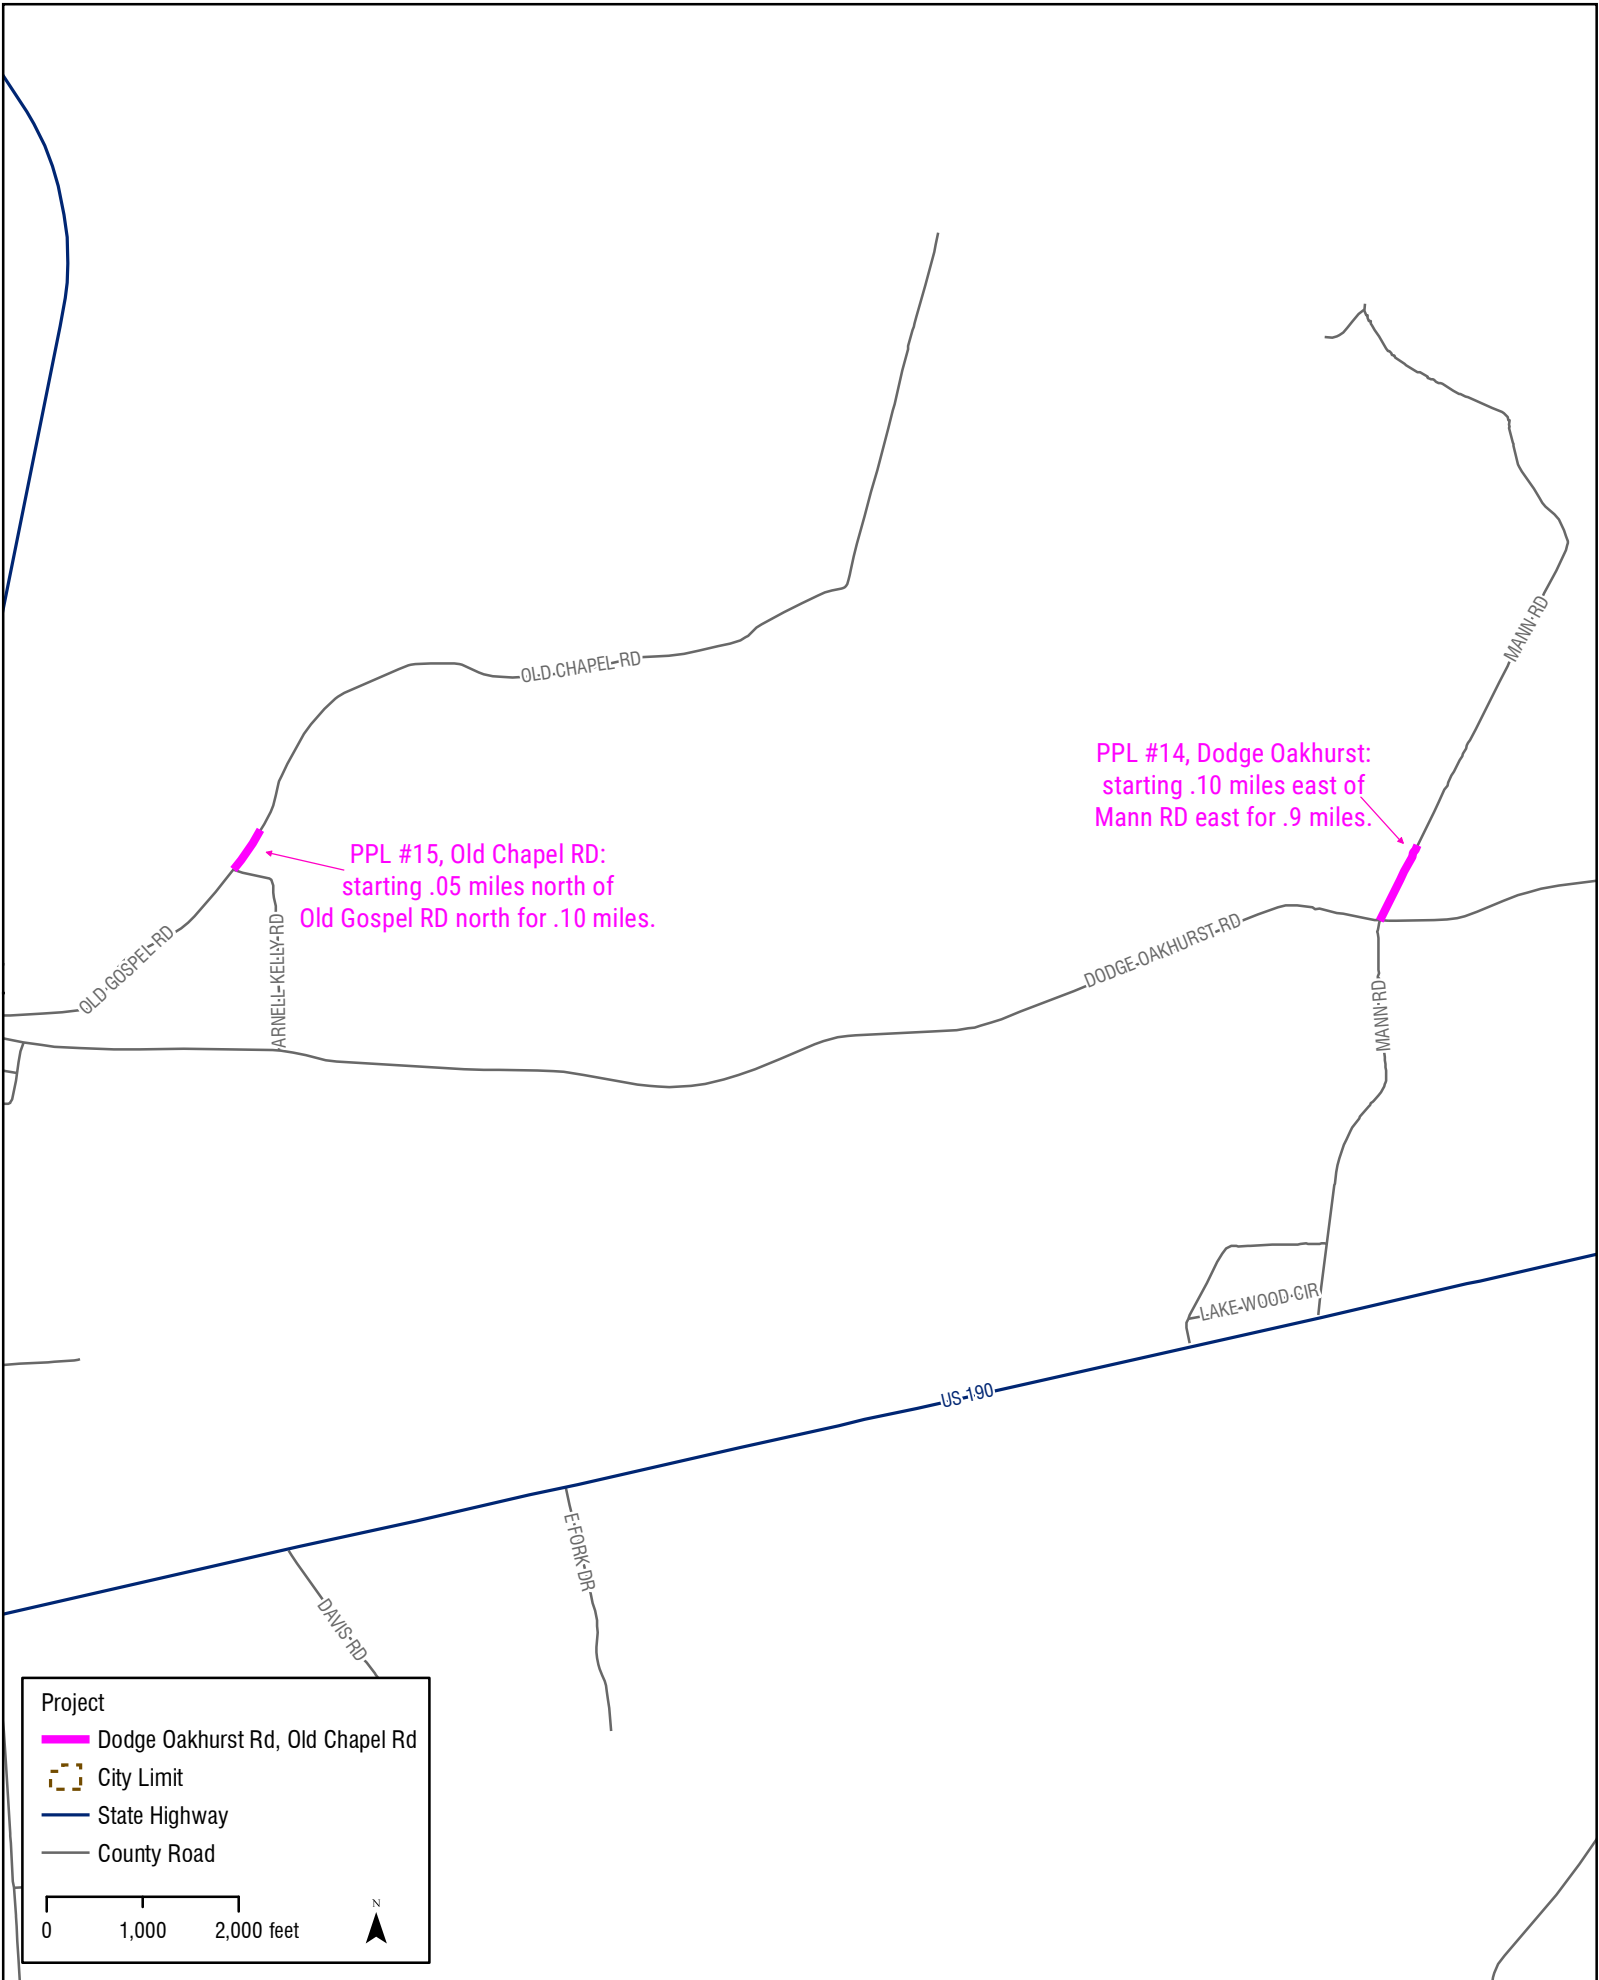 MANN RD
OLD CHAPEL RD
PPL #14, Dodge Oakhurst:
starting .10 miles east of
Mann RD east for .9 miles.
PPL #15, Old Chapel RD:
starting .05 miles north of
Old Gospel RD north for .10 miles.
OLD GOSPEL RD
ARNELL KELLY RD
DODGE OAKHURST RD
MANN RD
LAKE WOOD CIR
US 190
E FORK DR
DAVIS RD
Project
Dodge Oakhurst Rd, Old Chapel Rd
City Limit
State Highway
County Road
N
0 1,000 2,000 feet